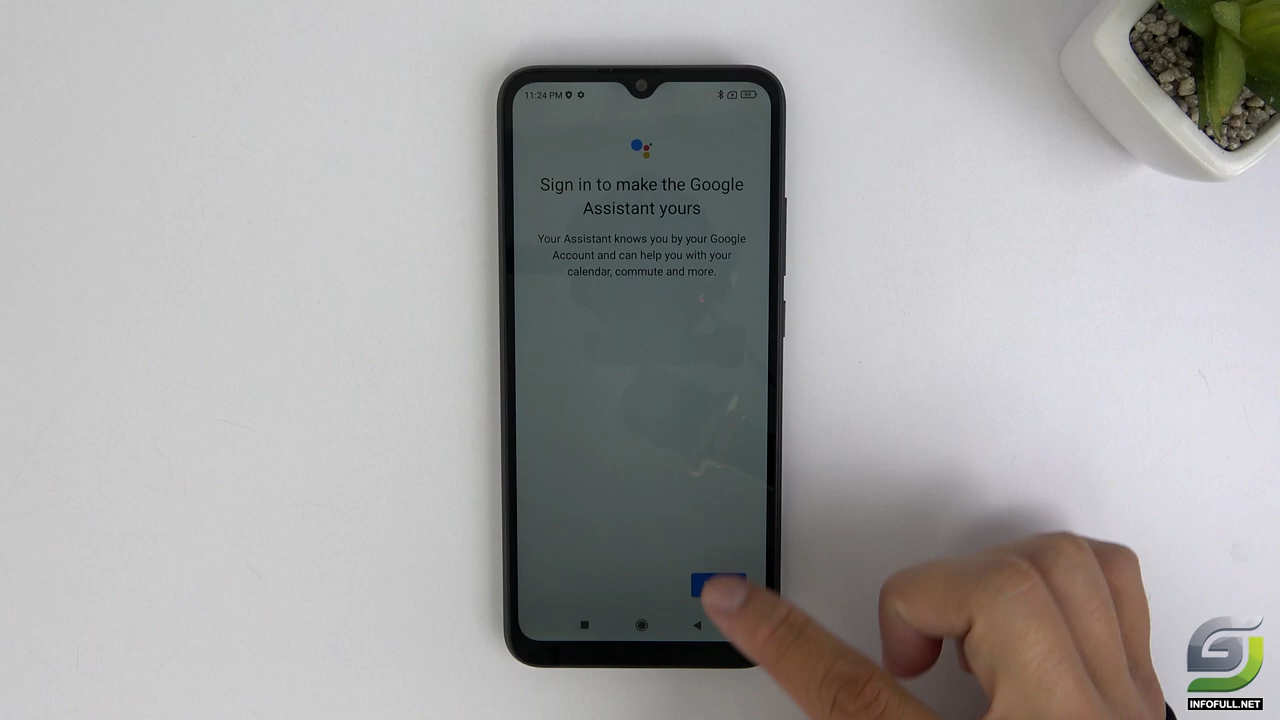 11:24 PM
Sign in to make the Google
Assistant yours
Your Assistant knows you by your Google
Account and can help you with your
calendar, commute and more.
INFOFULL.NET